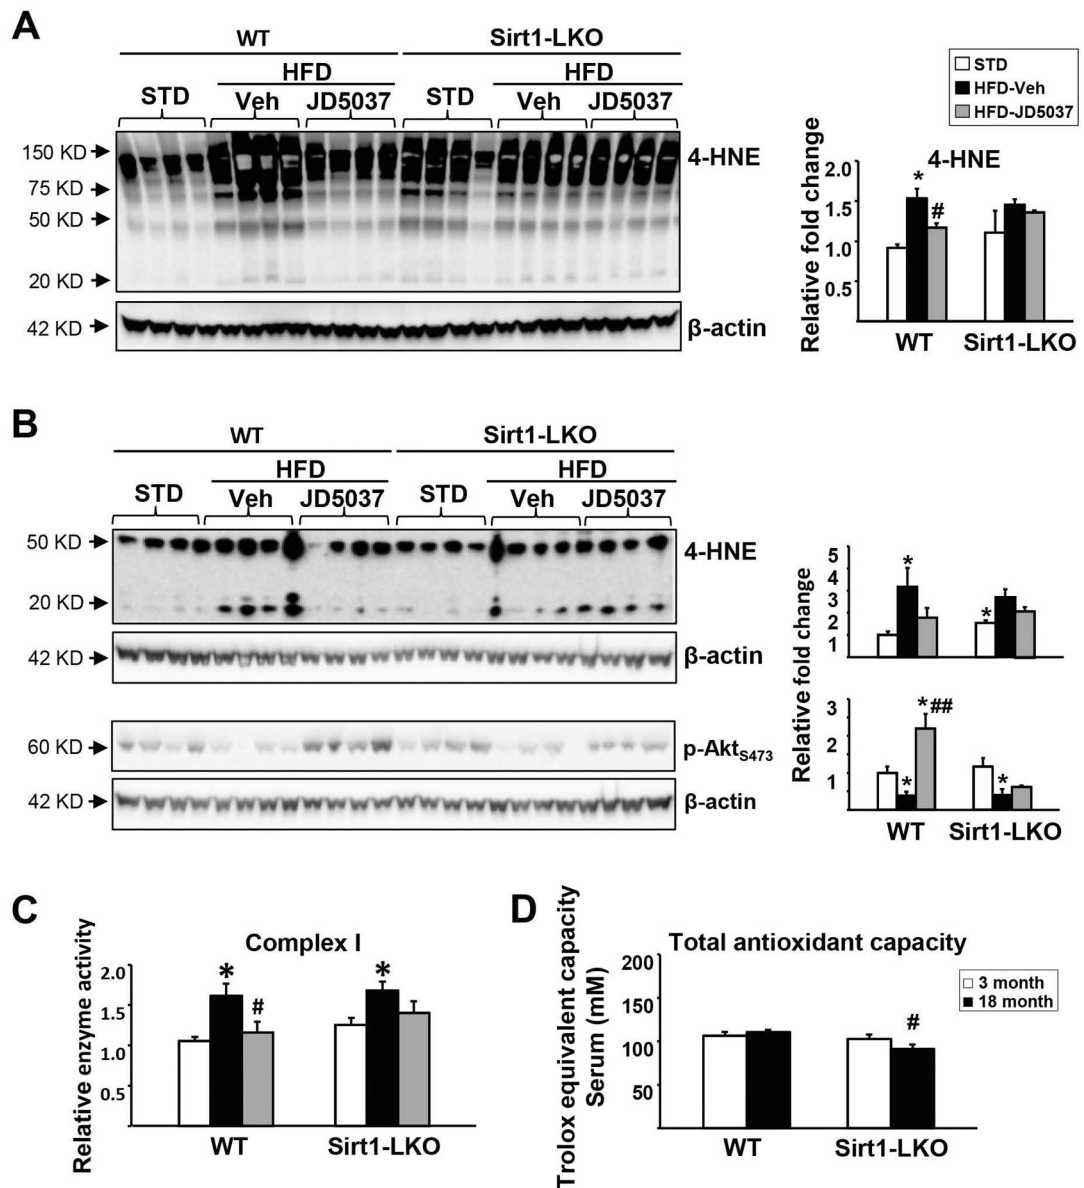 A
WT Sirt1-LKO
HFD HFD
STD Veh JD5037 STD Veh JD5037
150 KD
75 KD
50 KD
20 KD
4-HNE
42 KD β-actin
STD
HFD-Veh
HFD-JD5037
4-HNE
Relative fold change
2.0
1.5
1.0
0.5
* #
WT Sirt1-LKO
B
WT Sirt1-LKO
HFD HFD
STD Veh JD5037 STD Veh JD5037
50 KD 4-HNE
20 KD
42 KD β-actin
60 KD p-AktS473
42 KD β-actin
Relative fold change
5
4
3
2
1
* *
3
2
1
* *## *
WT Sirt1-LKO
C
Complex I
Relative enzyme activity
2.0
1.5
1.0
0.5
* # *
WT Sirt1-LKO
D
Total antioxidant capacity
Trolox equivalent capacity
Serum (mM)
200
150
100
50
#
3 month
18 month
WT Sirt1-LKO